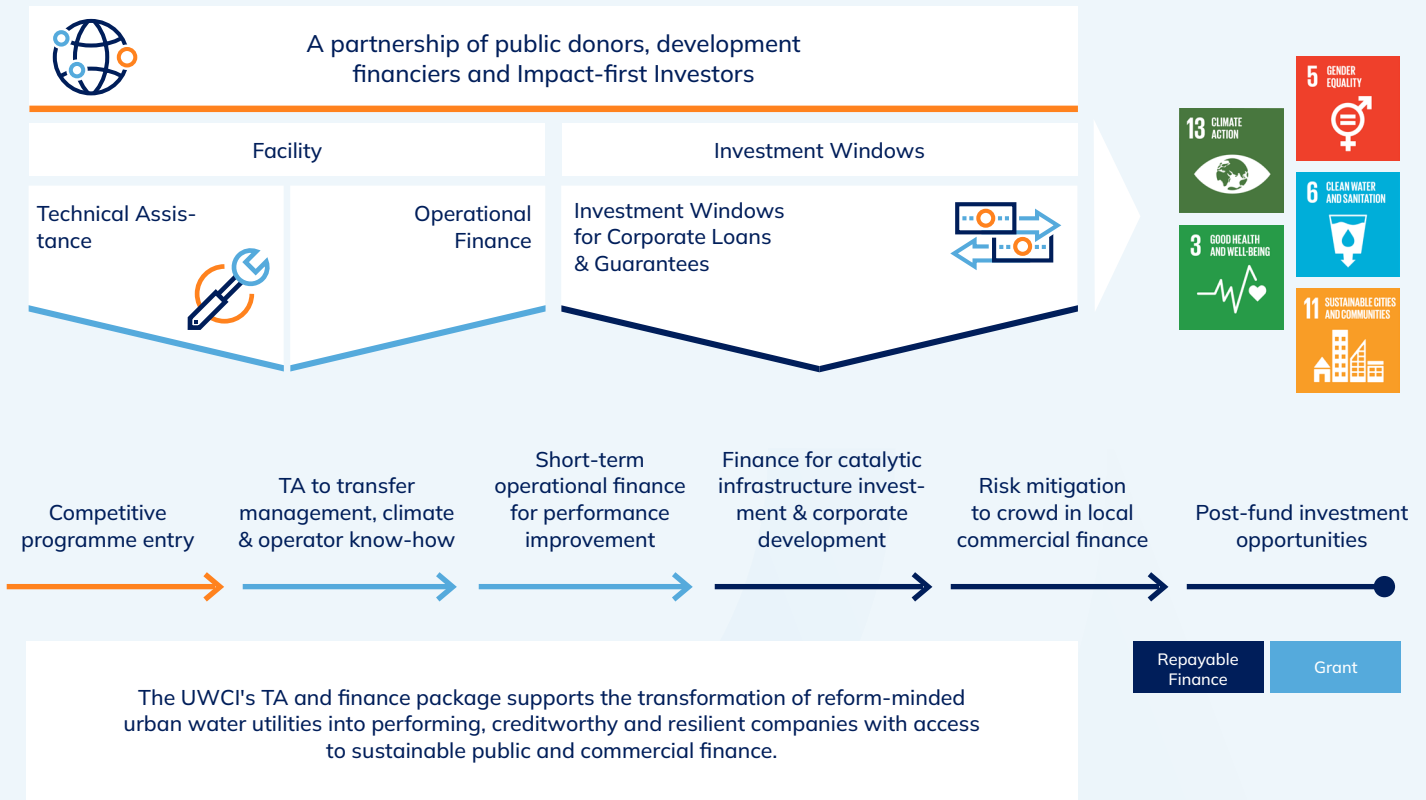 A partnership of public donors, development
financiers and Impact-first Investors
Facility
Investment Windows
Technical Assis-
tance
Operational
Finance
Investment Windows
for Corporate Loans
& Guarantees
13 CLIMATE
ACTION
3 GOOD HEALTH
AND WELL-BEING
5 GENDER
EQUALITY
6 CLEAN WATER
AND SANITATION
11 SUSTAINABLE CITIES
AND COMMUNITIES
Competitive
programme entry
TA to transfer
management, climate
& operator know-how
Short-term
operational finance
for performance
improvement
Finance for catalytic
infrastructure invest-
ment & corporate
development
Risk mitigation
to crowd in local
commercial finance
Post-fund investment
opportunities
Repayable
Finance
Grant
The UWCI's TA and finance package supports the transformation of reform-minded
urban water utilities into performing, creditworthy and resilient companies with access
to sustainable public and commercial finance.